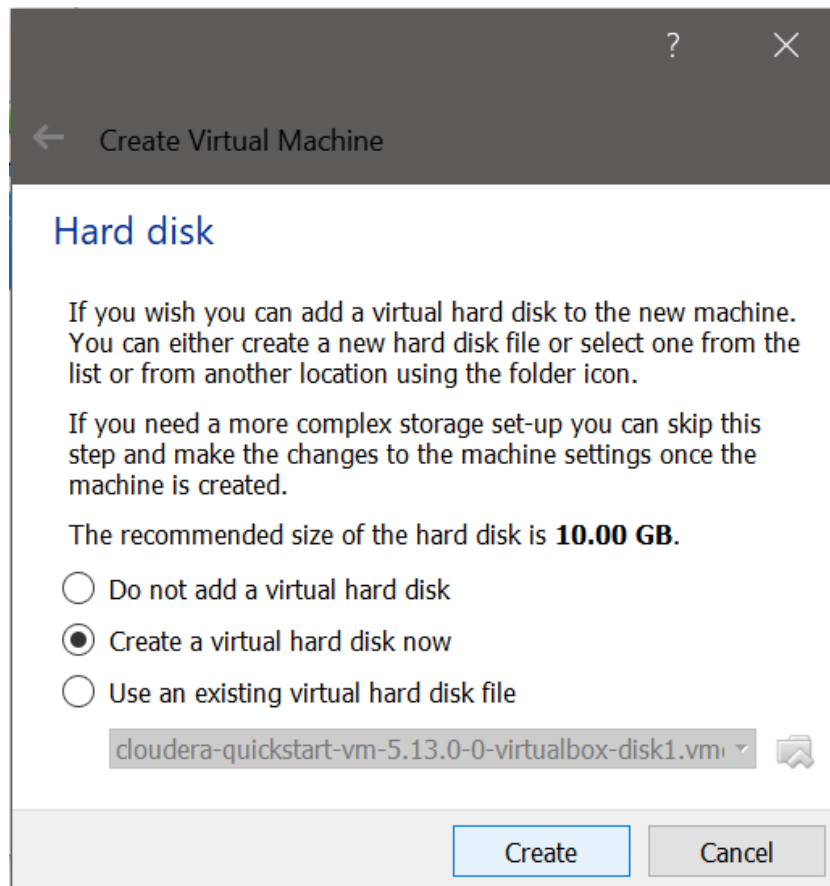 ?
Create Virtual Machine
Hard disk
If you wish you can add a virtual hard disk to the new machine.
You can either create a new hard disk file or select one from the
list or from another location using the folder icon.
If you need a more complex storage set-up you can skip this
step and make the changes to the machine settings once the
machine is created.
The recommended size of the hard disk is 10.00 GB.
Do not add a virtual hard disk
Create a virtual hard disk now
Use an existing virtual hard disk file
cloudera-quickstart-vm-5.13.0-0-virtualbox-disk1.vm
Create
Cancel